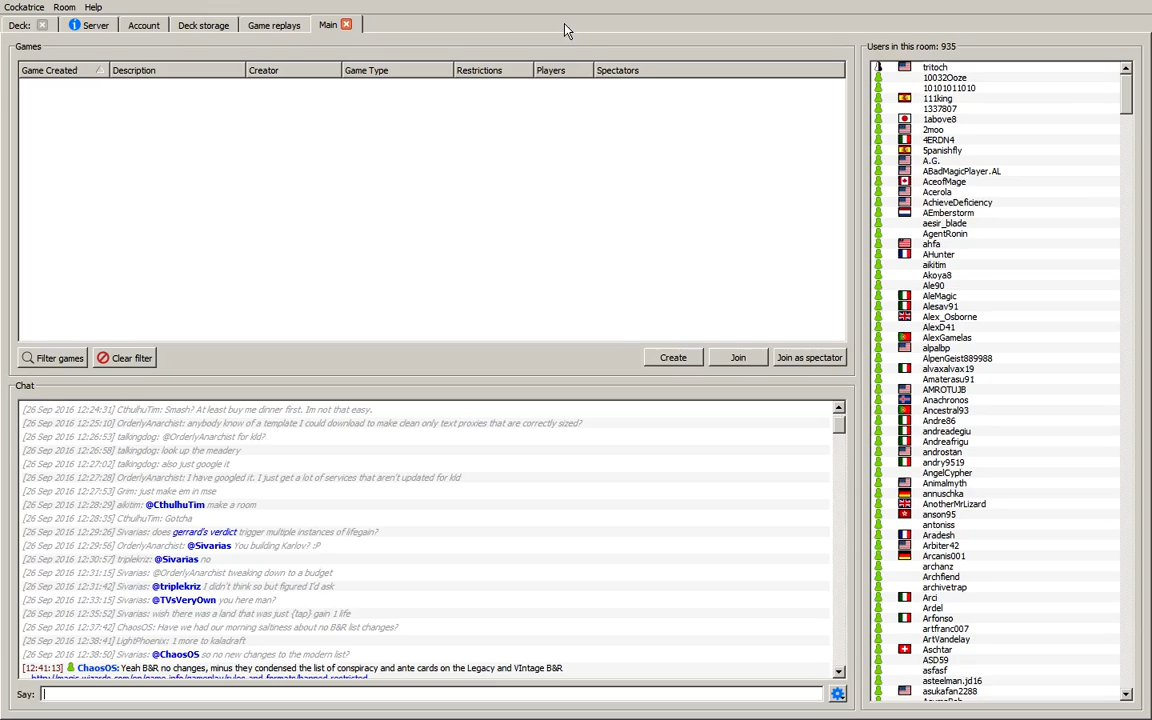 Cockatrice Room Help
Deck: Server Account Deck storage Game replays Main
Games
Game Created Description Creator Game Type Restrictions Players Spectators
Filter games Clear filter Create Join Join as spectator
Chat
[26 Sep 2016 12:24:31] CthulhuTim: Smash? At least buy me dinner first. Im not that easy.
[26 Sep 2016 12:25:10] OrderlyAnarchist: anybody know of a template I could download to make clean only text proxies that are correctly sized?
[26 Sep 2016 12:26:53] talkingdog: @OrderlyAnarchist for kld?
[26 Sep 2016 12:26:58] talkingdog: look up the meadery
[26 Sep 2016 12:27:02] talkingdog: also just google it
[26 Sep 2016 12:27:28] OrderlyAnarchist: I have googled it. I just get a lot of services that aren't updated for kld
[26 Sep 2016 12:27:53] Grim: just make em in mse
[26 Sep 2016 12:28:29] aikitim: @CthulhuTim make a room
[26 Sep 2016 12:28:35] CthulhuTim: Gotcha
[26 Sep 2016 12:29:26] Sivarias: does gerrard's verdict trigger multiple instances of lifegain?
[26 Sep 2016 12:29:56] OrderlyAnarchist: @Sivarias You building Karlov? :P
[26 Sep 2016 12:30:57] triplekriz: @Sivarias no
[26 Sep 2016 12:31:15] Sivarias: @OrderlyAnarchist tweaking down to a budget
[26 Sep 2016 12:31:42] Sivarias: @triplekriz I didn't think so but figured I'd ask
[26 Sep 2016 12:33:15] Sivarias: @TVsVeryOwn you here man?
[26 Sep 2016 12:35:52] Sivarias: wish there was a land that was just {tap} gain 1 life
[26 Sep 2016 12:37:42] ChaosOS: Have we had our morning saltiness about no B&R list changes?
[26 Sep 2016 12:38:41] LightPhoenix: 1 more to kaladraft
[26 Sep 2016 12:38:50] Sivarias: @ChaosOS so no new changes to the modern list?
[12:41:13] ChaosOS: Yeah B&R no changes, minus they condensed the list of conspiracy and ante cards on the Legacy and VIntage B&R
http://magic.wizards.com/en/game-info/gameplay/rules-and-formats/banned-restricted
Say:
Users in this room: 935
tritoch
10032Ooze
10101011010
111king
1337807
1above8
2moo
4ERDN4
5panishfly
A.G.
ABadMagicPlayer.AL
AceofMage
Acerola
AchieveDeficiency
AEmberstorm
aesir_blade
AgentRonin
ahfa
AHunter
aikitim
Akoya8
Ale90
AleMagic
Alesav91
Alex_Osborne
AlexD41
AlexGamelas
alpalbp
AlpenGeist889988
alvaxalvax19
Amaterasu91
AMROTUJB
Anachronos
Ancestral93
Andre86
andreadegiu
Andreafrigu
androstan
andry9519
AngelCypher
Animalmyth
annuschka
AnotherMrLizard
anson95
antoniss
Aradesh
Arbiter42
Arcanis001
archanz
Archfiend
archivetrap
Arci
Ardel
Arfonso
artfranc007
ArtVandelay
Aschtar
ASD59
asfasf
asteelman.jd16
asukafan2288